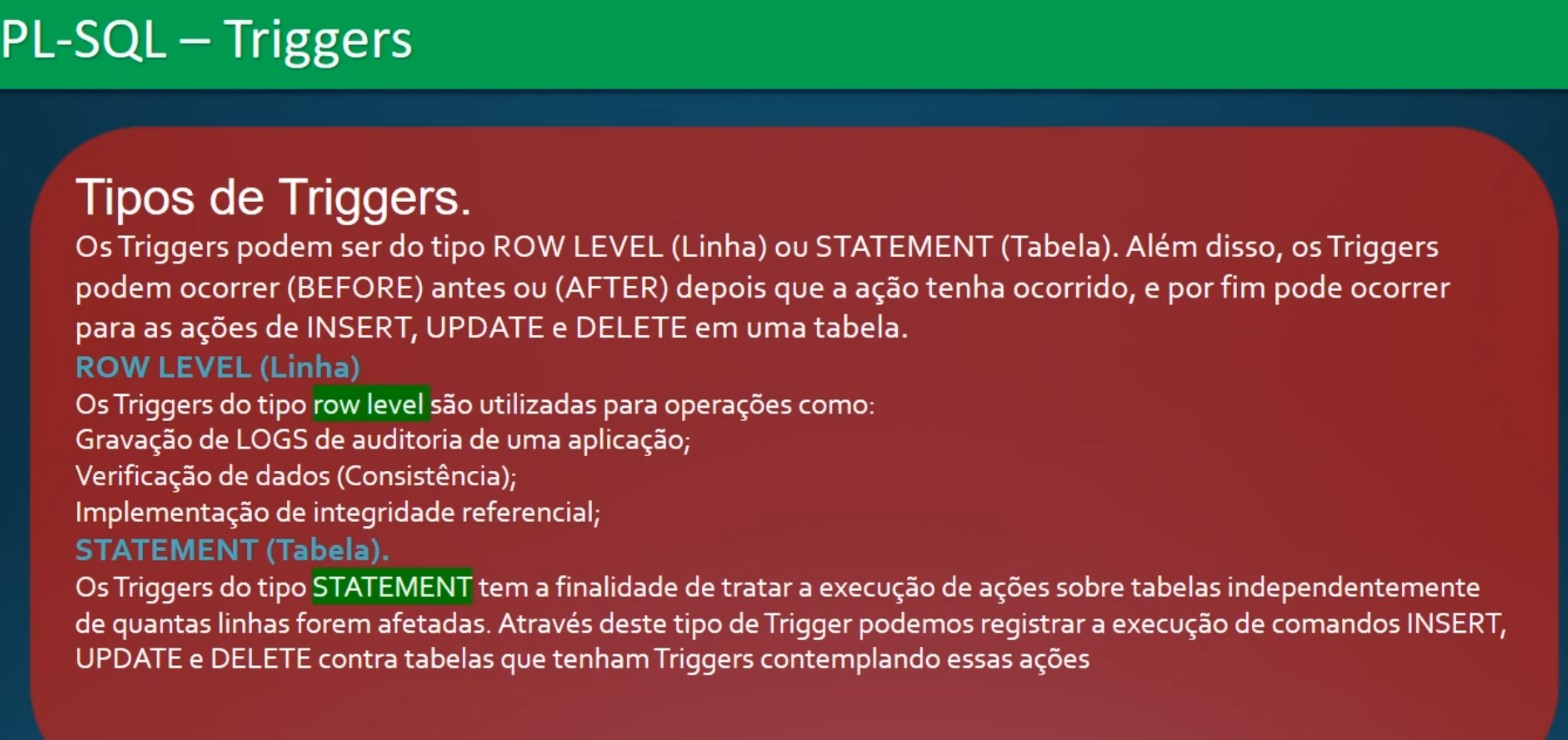 PL-SQL – Triggers
Tipos de Triggers.
Os Triggers podem ser do tipo ROW LEVEL (Linha) ou STATEMENT (Tabela). Além disso, os Triggers
podem ocorrer (BEFORE) antes ou (AFTER) depois que a ação tenha ocorrido, e por fim pode ocorrer
para as ações de INSERT, UPDATE e DELETE em uma tabela.
ROW LEVEL (Linha)
Os Triggers do tipo row level são utilizadas para operações como:
Gravação de LOGS de auditoria de uma aplicação;
Verificação de dados (Consistência);
Implementação de integridade referencial;
STATEMENT (Tabela).
Os Triggers do tipo STATEMENT tem a finalidade de tratar a execução de ações sobre tabelas independentemente
de quantas linhas forem afetadas. Através deste tipo de Trigger podemos registrar a execução de comandos INSERT,
UPDATE e DELETE contra tabelas que tenham Triggers contemplando essas ações